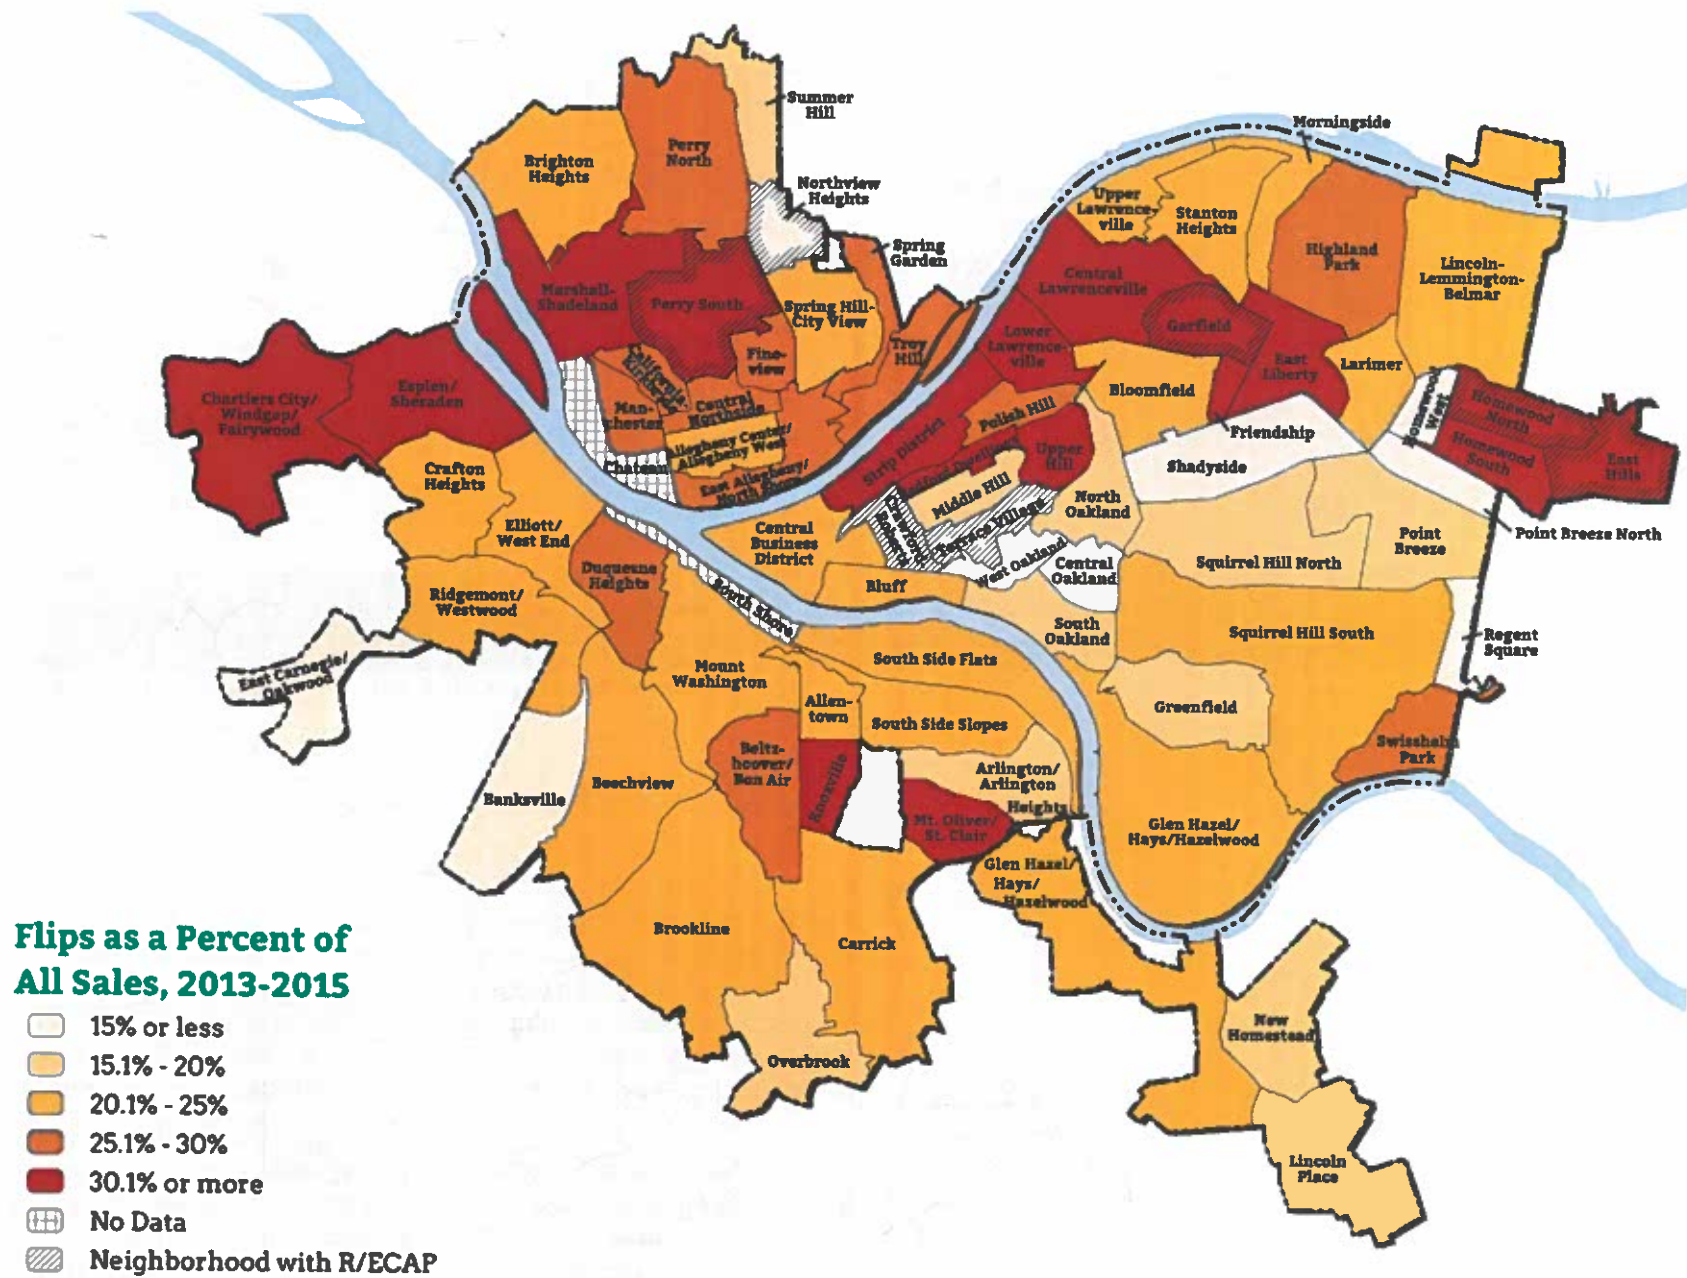 Summer
Hill
Morningside
Perry
North
Brighton
Heights
Northview
Heights
Upper
Lawrence-
ville
Stanton
Heights
Spring
Garden
Highland
Park
Lincoln-
Lemmington-
Belmar
Central
Lawrenceville
Marshall-
Shadeland
Perry South
Spring Hill-
City View
Garfield
Lower
Lawrence-
ville
Troy
Hill
Fine-
view
East
Liberty
Larimer
California
Kirkbride
Bloomfield
Chartiers City/
Windgap/
Fairywood
Esplen/
Sheraden
Man-
chester
Central
Northside
Polish Hill
Homewood
West
Homewood
North
Allegheny Center/
Allegheny West
Strip District
Friendship
Upper
Hill
Homewood
South
East
Hills
Chateau
Shadyside
Crafton
Heights
East Allegheny/
North Shore
Bedford Dwellings
Middle Hill
North
Oakland
Crawford
Roberts
Terrace Village
Elliott/
West End
Central
Business
District
Point
Breeze
Point Breeze North
West Oakland
Central
Oakland
Squirrel Hill North
Duquesne
Heights
Bluff
Ridgemont/
Westwood
South Shore
South
Oakland
Squirrel Hill South
Regent
Square
East Carnegie/
Oakwood
Mount
Washington
South Side Flats
Allen-
town
Greenfield
South Side Slopes
Beltz-
hoover/
Bon Air
Swisshelm
Park
Arlington/
Arlington
Heights
Knoxville
Beechview
Banksville
Mt. Oliver/
St. Clair
Glen Hazel/
Hays/Hazelwood
Glen Hazel/
Hays/
Hazelwood
Brookline
Carrick
New
Homestead
Overbrook
Lincoln
Place
Flips as a Percent of
All Sales, 2013-2015
15% or less
15.1% - 20%
20.1% - 25%
25.1% - 30%
30.1% or more
No Data
Neighborhood with R/ECAP